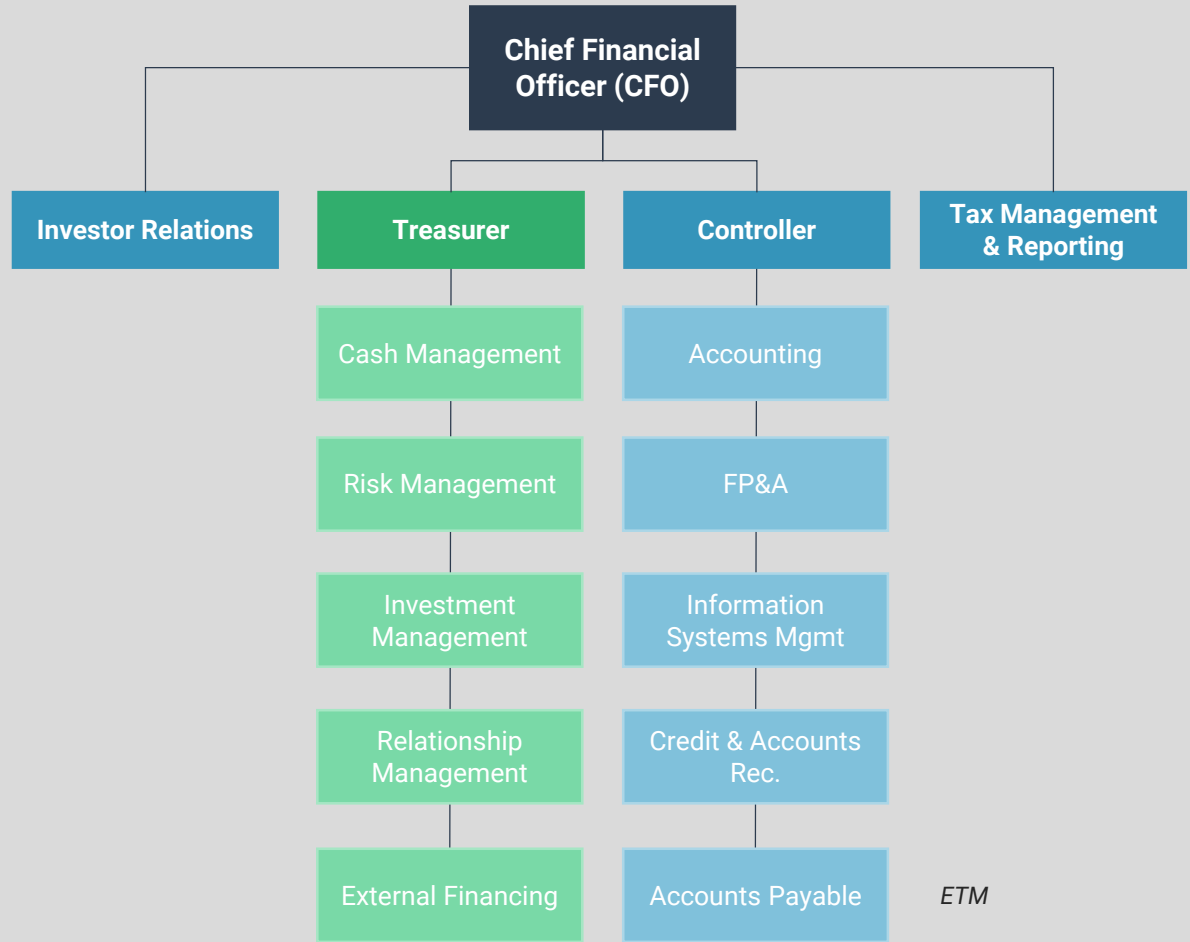 Chief Financial
Officer (CFO)
Investor Relations
Treasurer
Controller
Tax Management
& Reporting
Cash Management
Accounting
Risk Management
FP&A
Investment
Management
Information
Systems Mgmt
Relationship
Management
Credit & Accounts
Rec.
External Financing
Accounts Payable
ETM